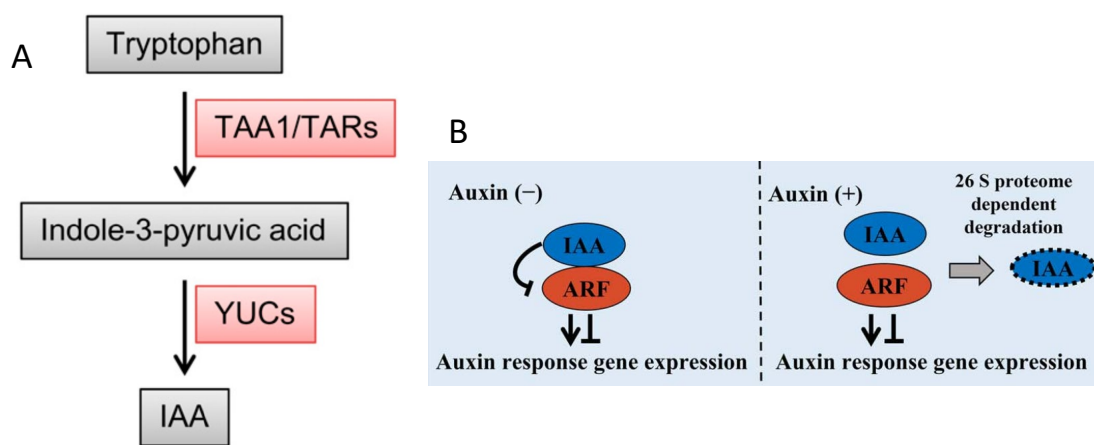 A
Tryptophan
TAA1/TARs
Indole-3-pyruvic acid
YUCs
IAA
B
Auxin (−)
IAA
ARF
Auxin response gene expression
Auxin (+)
26 S proteome
dependent
degradation
IAA
ARF
IAA
Auxin response gene expression